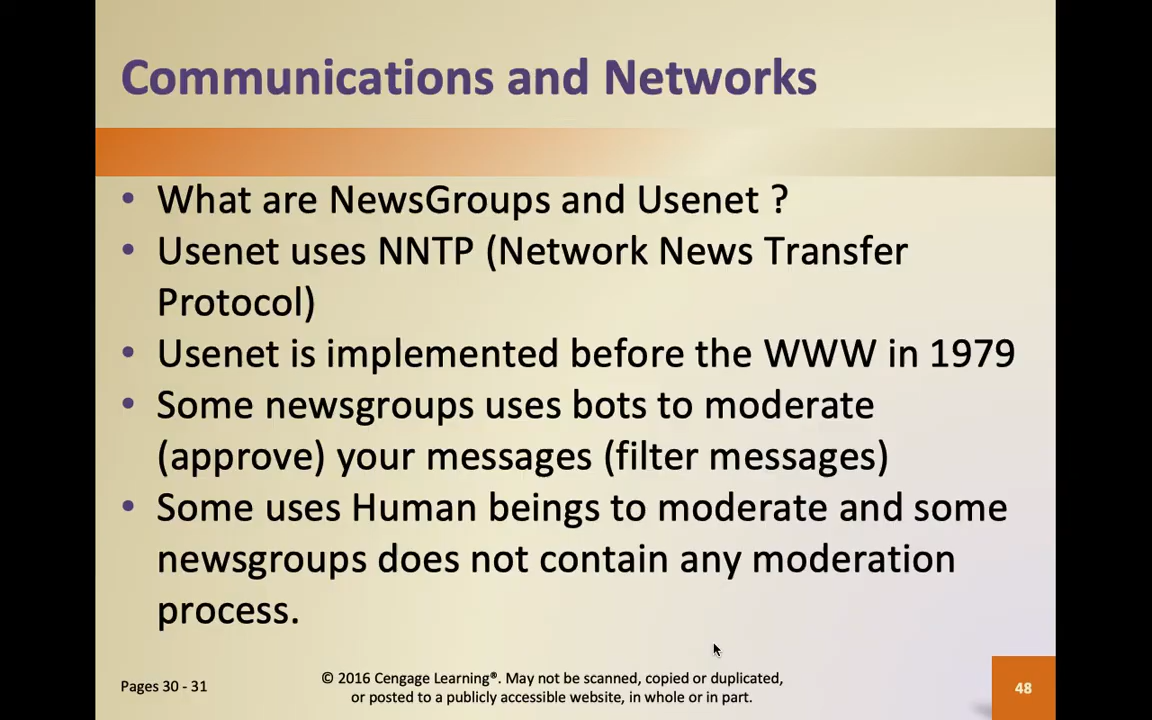 Communications and Networks
• What are NewsGroups and Usenet ?
• Usenet uses NNTP (Network News Transfer
Protocol)
• Usenet is implemented before the WWW in 1979
• Some newsgroups uses bots to moderate
(approve) your messages (filter messages)
• Some uses Human beings to moderate and some
newsgroups does not contain any moderation
process.
Pages 30 - 31
© 2016 Cengage Learning®. May not be scanned, copied or duplicated,
or posted to a publicly accessible website, in whole or in part.
48